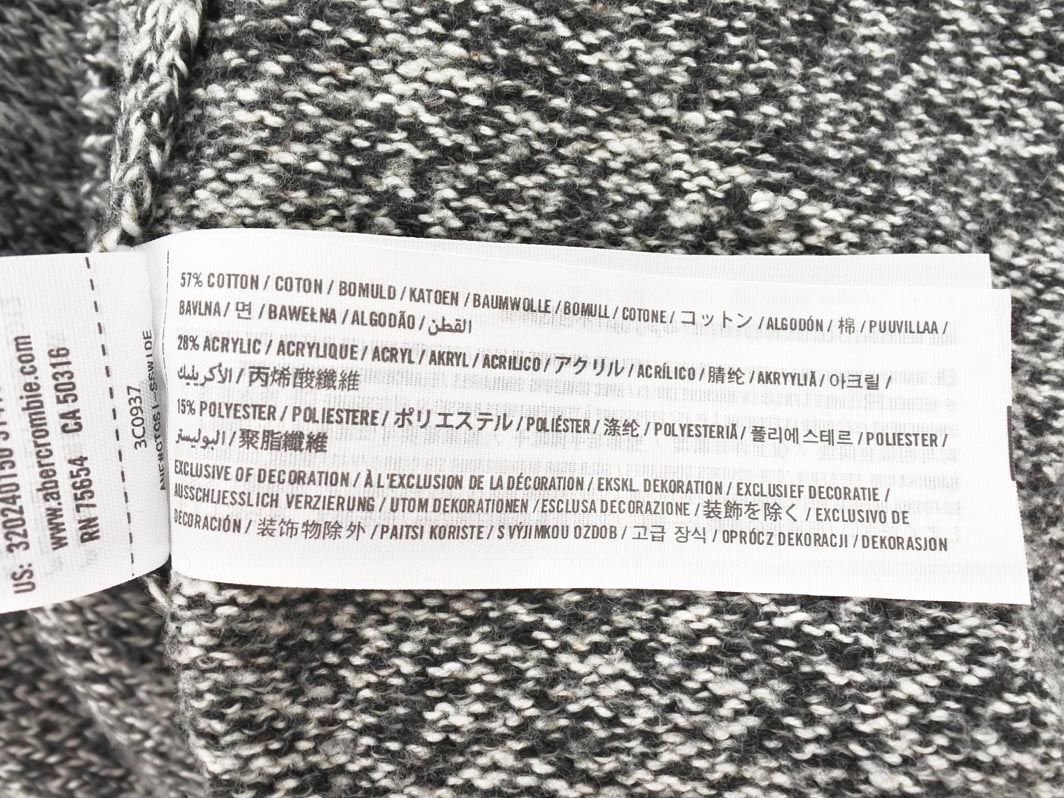 57% COTTON / COTON / BOMULD / KATOEN / BAUMWOLLE / BOMULL / COTONE / コットン / ALGODÓN / 棉 / PUUVILLAA /
BAVLNA / 면 / BAWEŁNA / ALGODÃO / القطن
28% ACRYLIC / ACRYLIQUE / ACRYL / AKRYL / ACRILICO / アクリル / ACRÍLICO / 腈纶 / AKRYYLIÄ / 아크릴 /
الأكريليك / 丙烯酸纖維
15% POLYESTER / POLIESTERE / ポリエステル / POLIÉSTER / 涤纶 / POLYESTERIÄ / 폴리에스테르 / POLIESTER /
البوليستر / 聚脂纖維
EXCLUSIVE OF DECORATION / À L'EXCLUSION DE LA DÉCORATION / EKSKL. DEKORATION / EXCLUSIEF DECORATIE /
AUSSCHLIESSLICH VERZIERUNG / UTOM DEKORATIONEN / ESCLUSA DECORAZIONE / 装飾を除く / EXCLUSIVO DE
DECORACIÓN / 装饰物除外 / PAITSI KORISTE / S VÝJIMKOU OZDOB / 고급 장식 / OPRÓCZ DEKORACJI / DEKORASJON
3C0937
www.abercrombie.com
RN 75654 CA 50316
US: